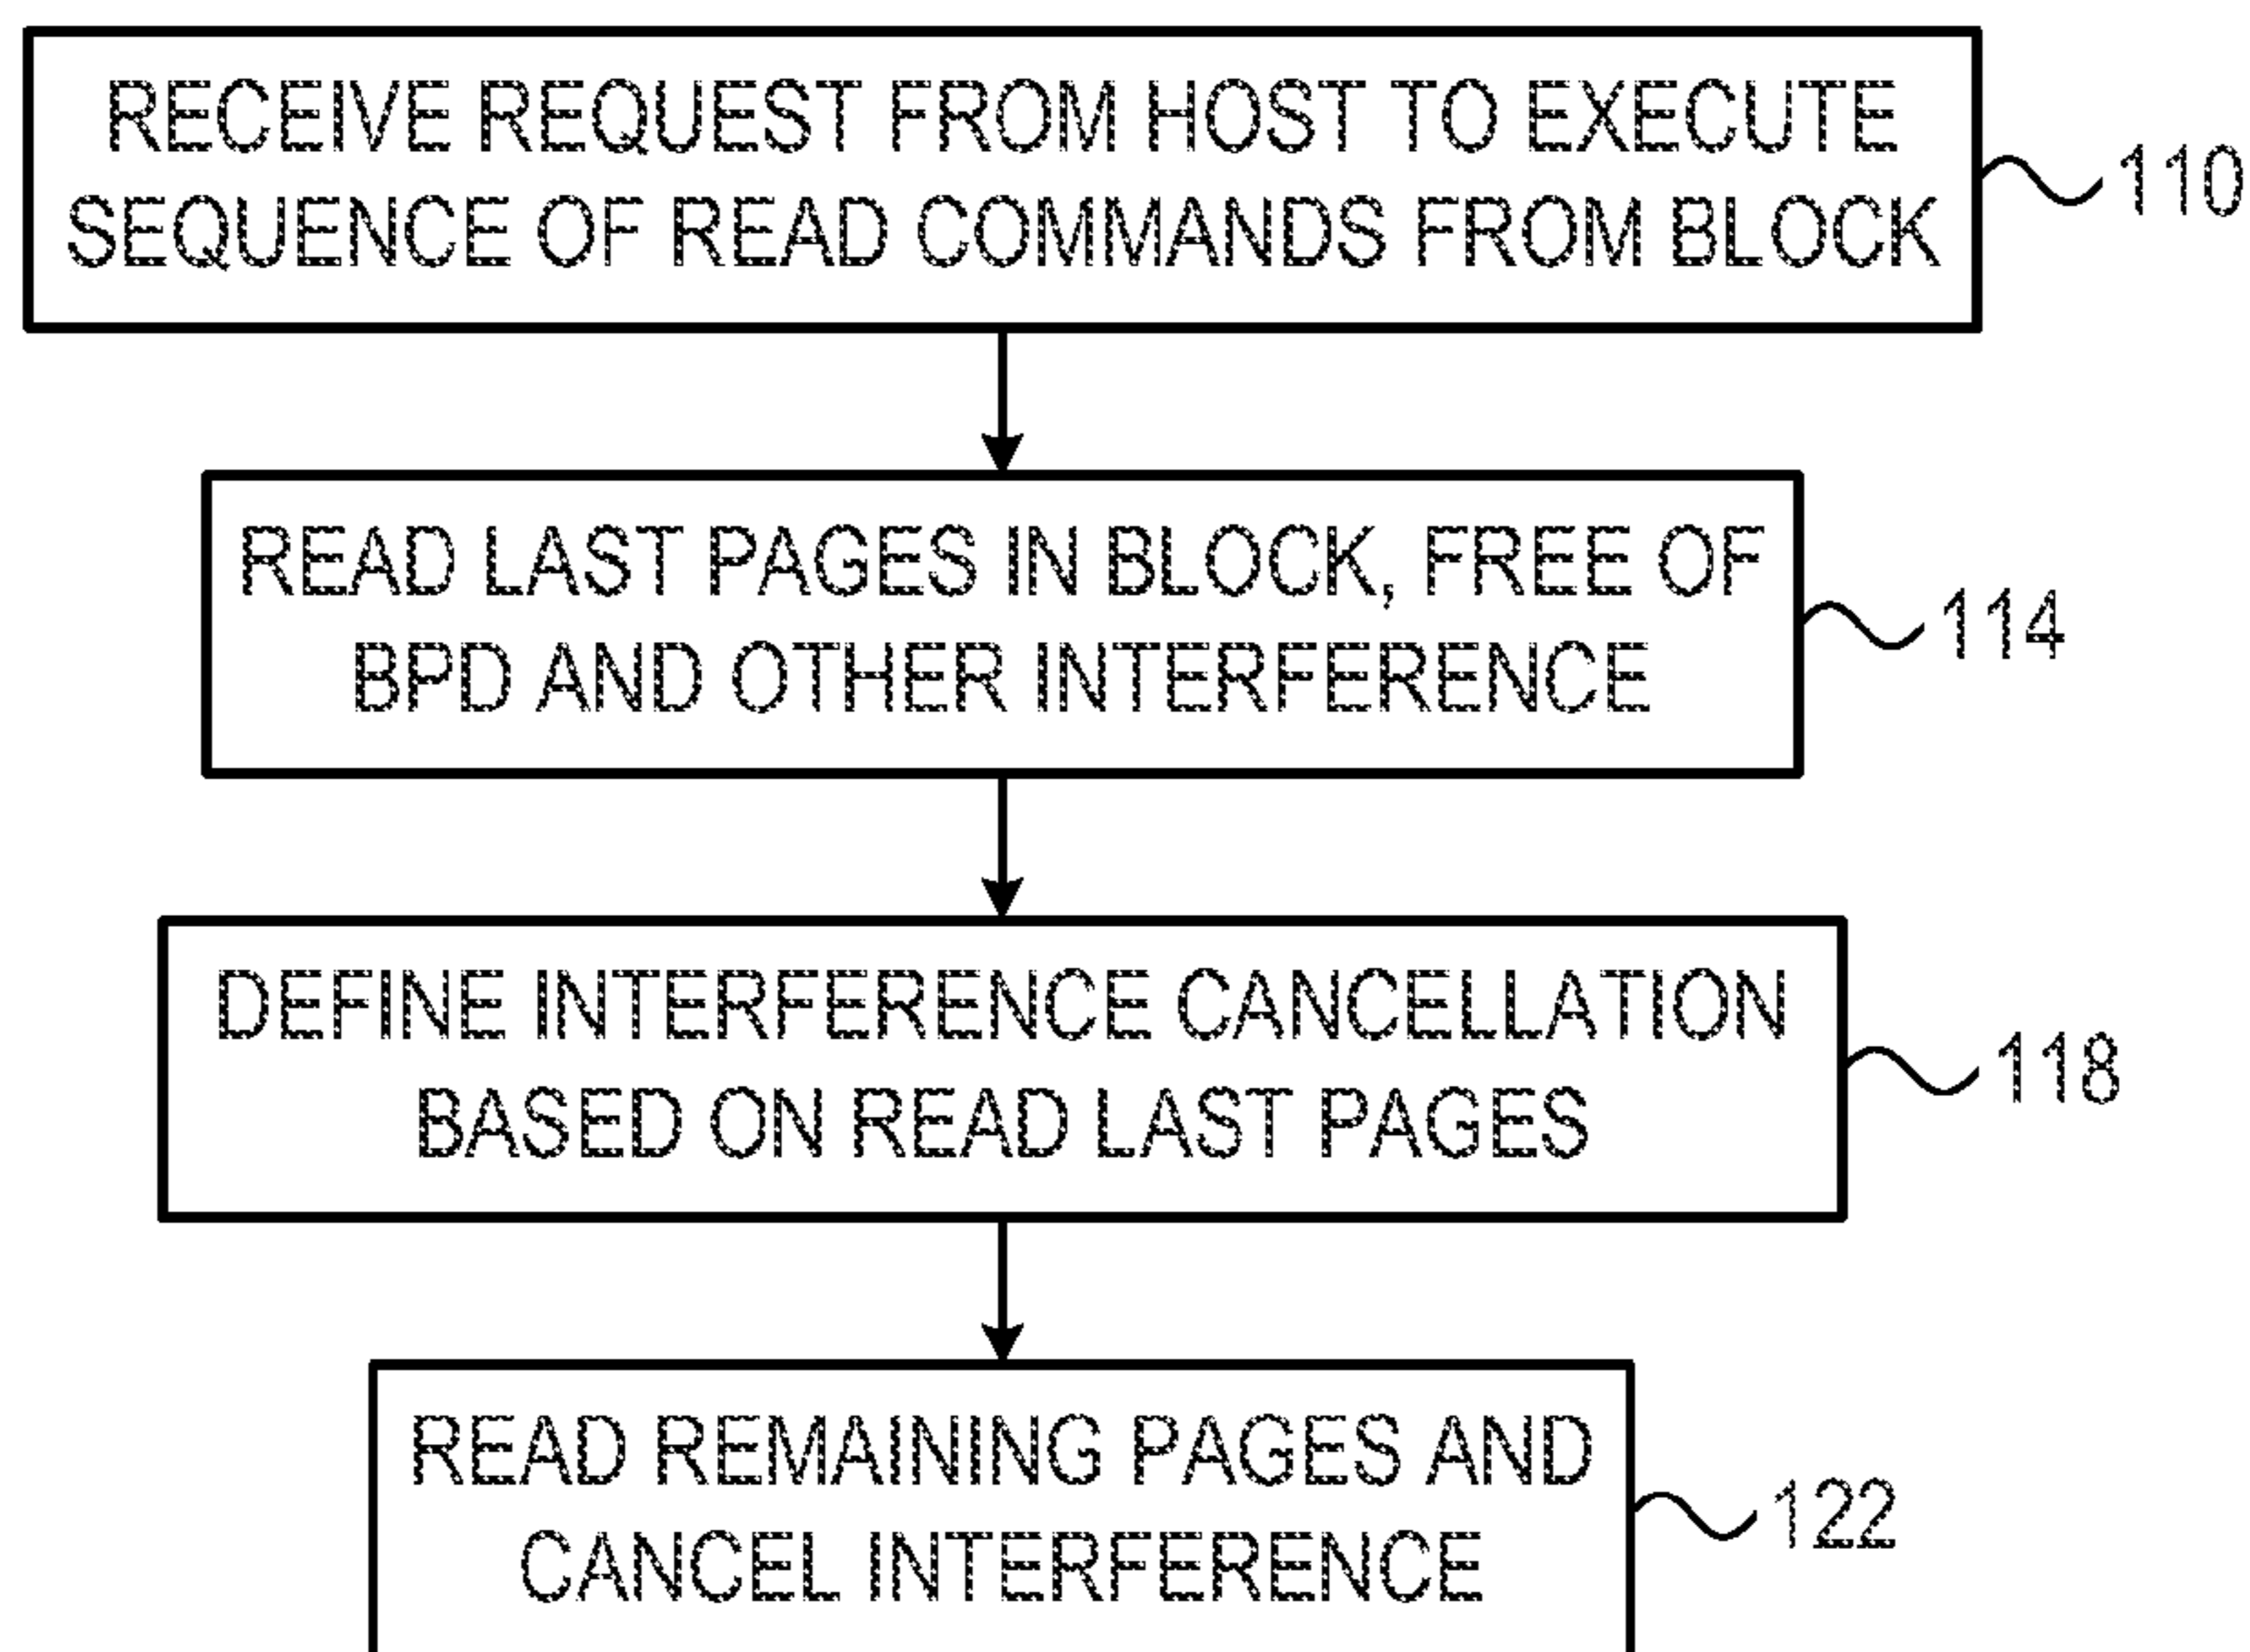 RECEIVE REQUEST FROM HOST TO EXECUTE
SEQUENCE OF READ COMMANDS FROM BLOCK
110
READ LAST PAGES IN BLOCK, FREE OF
BPD AND OTHER INTERFERENCE
114
DEFINE INTERFERENCE CANCELLATION
BASED ON READ LAST PAGES
118
READ REMAINING PAGES AND
CANCEL INTERFERENCE
122